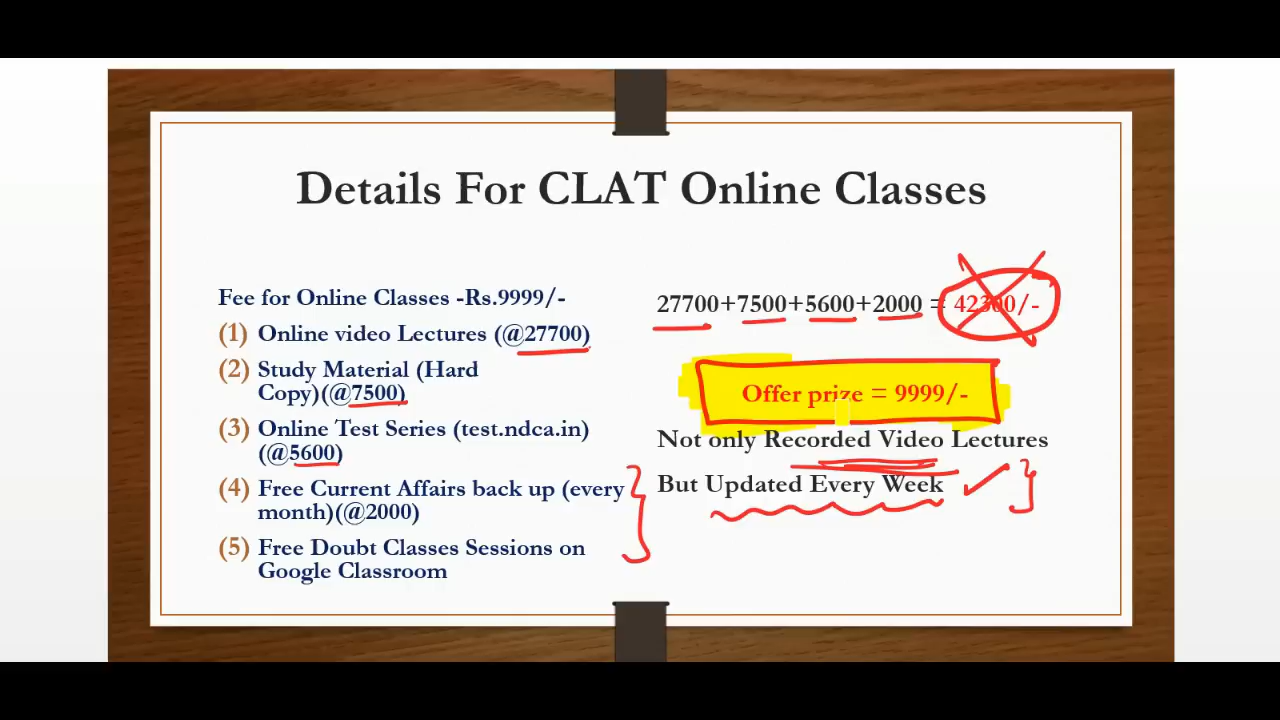 Details For CLAT Online Classes
Fee for Online Classes -Rs.9999/-
(1) Online video Lectures (@27700)
(2) Study Material (Hard
Copy)(@7500)
(3) Online Test Series (test.ndca.in)
(@5600)
(4) Free Current Affairs back up (every
month)(@2000)
(5) Free Doubt Classes Sessions on
Google Classroom
27700+7500+5600+2000 = 42300/-
Offer prize = 9999/-
Not only Recorded Video Lectures
But Updated Every Week